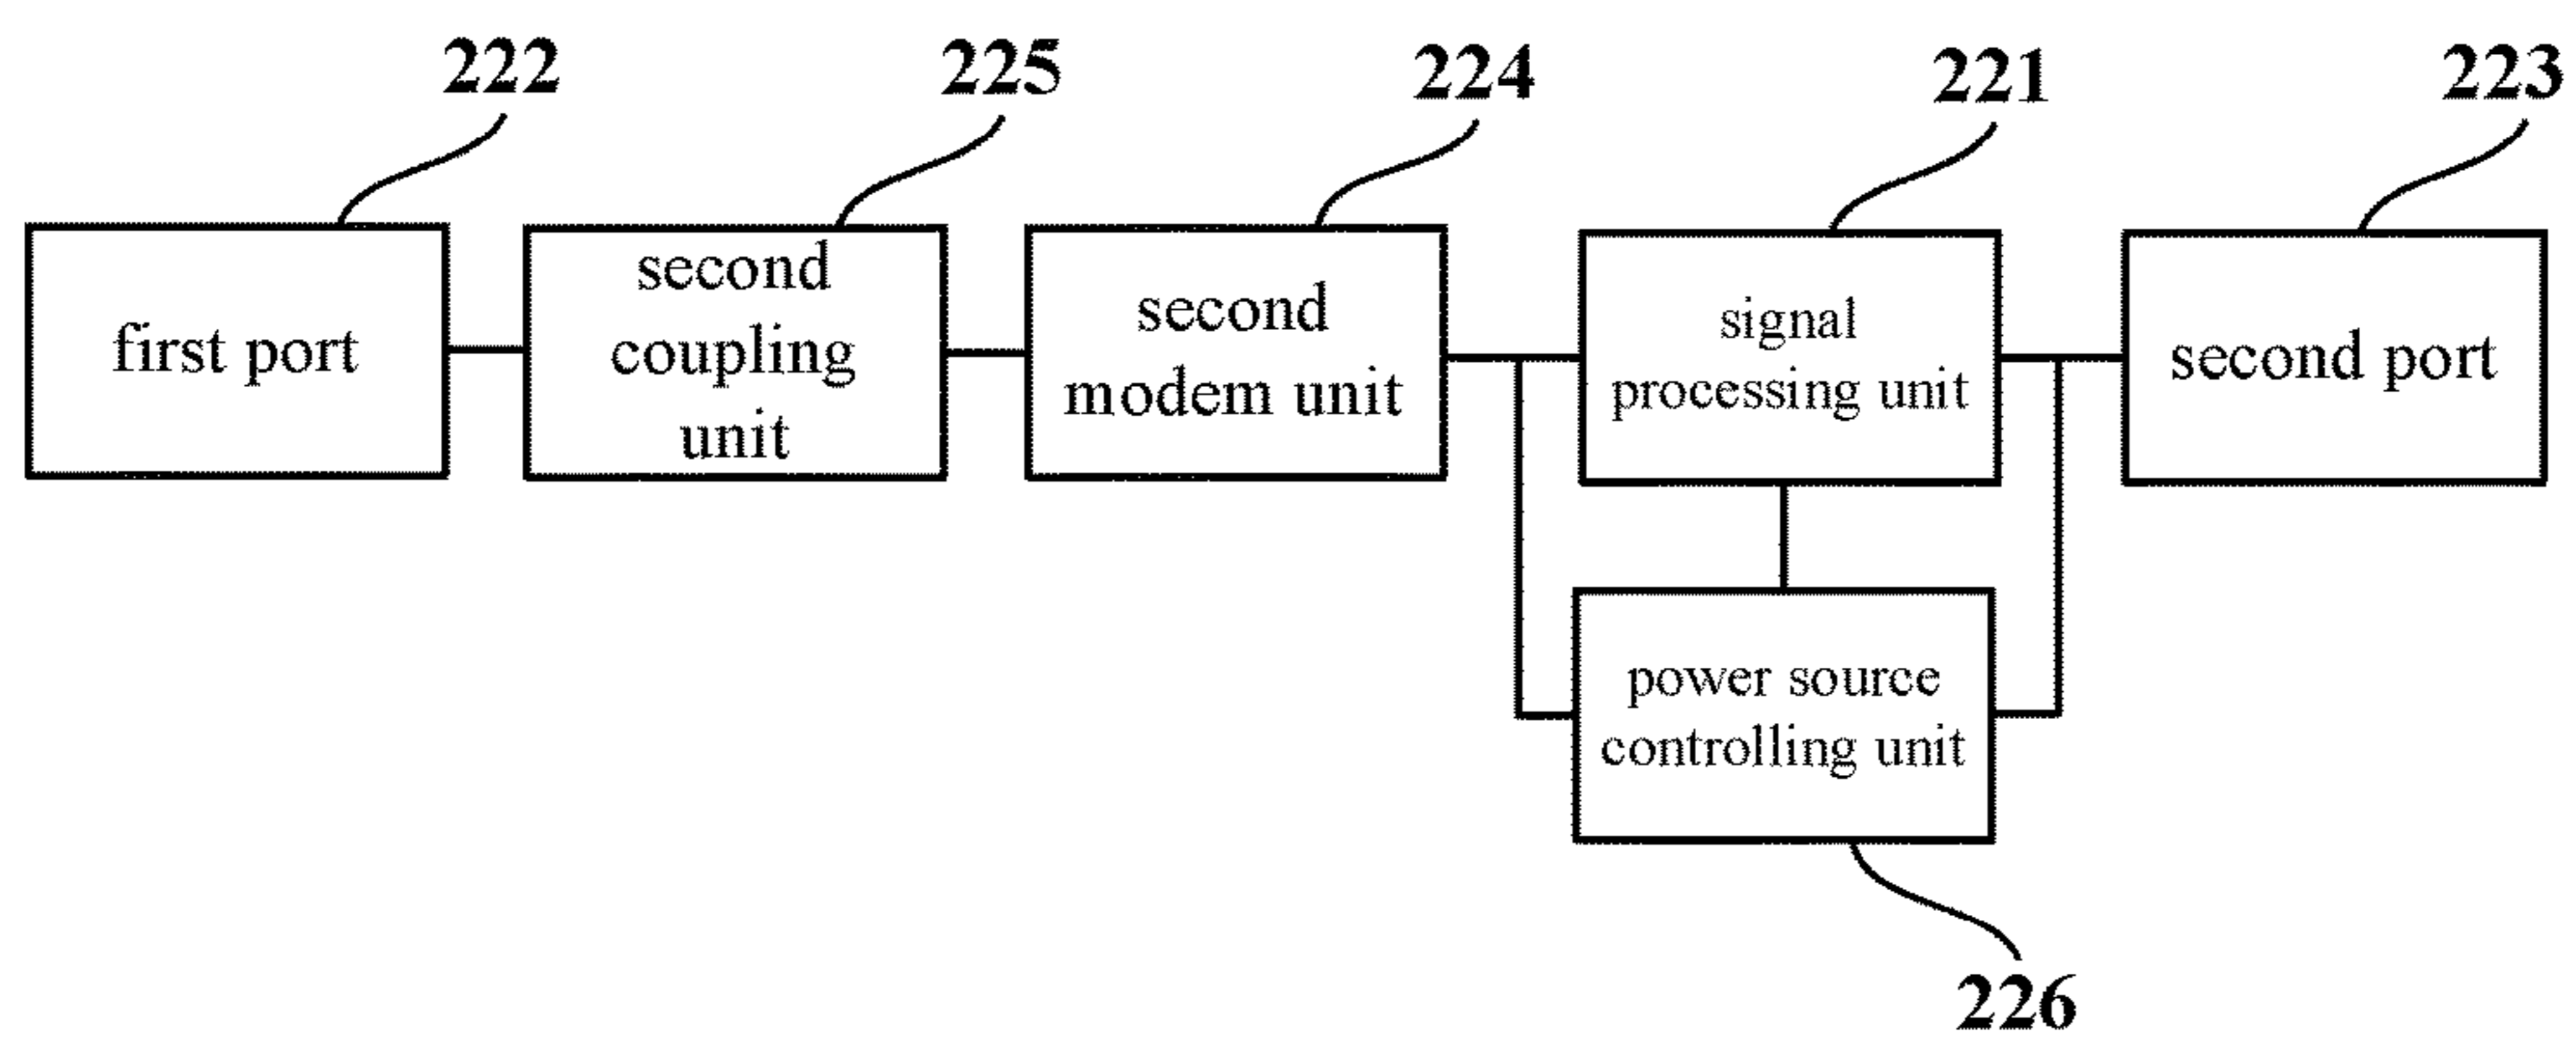 222
225
224
221
223
first port
second
coupling
unit
second
modem unit
signal
processing unit
second port
power source
controlling unit
226